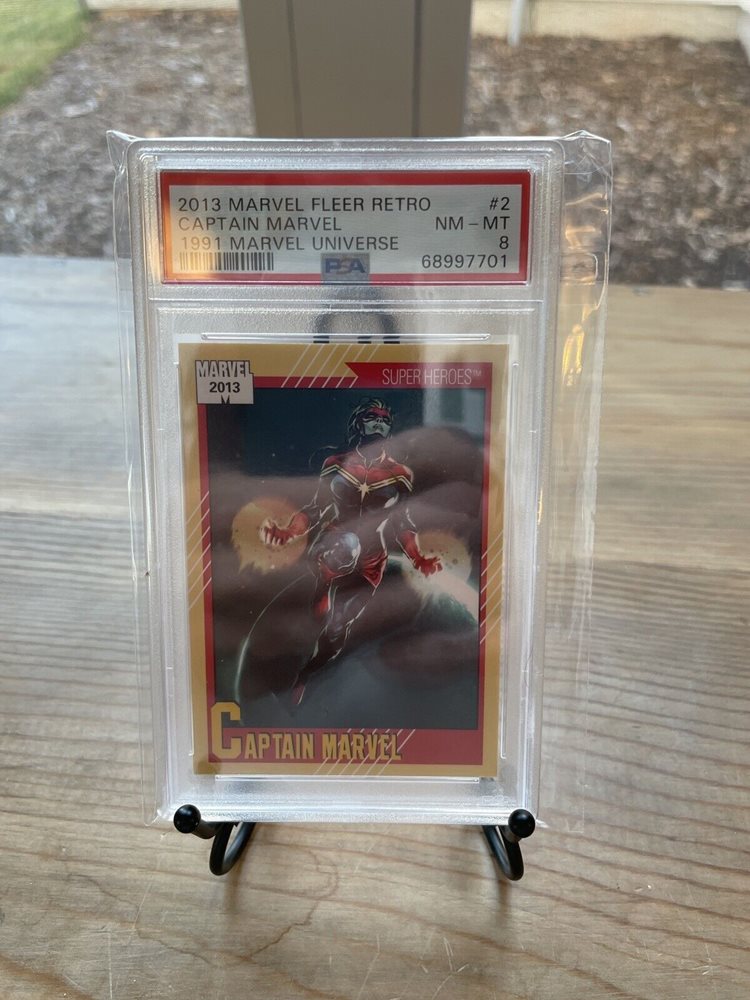 2013 MARVEL FLEER RETRO #2
CAPTAIN MARVEL NM - MT
1991 MARVEL UNIVERSE 8
PSA 68997701
MARVEL
2013
SUPER HEROES™
CAPTAIN MARVEL